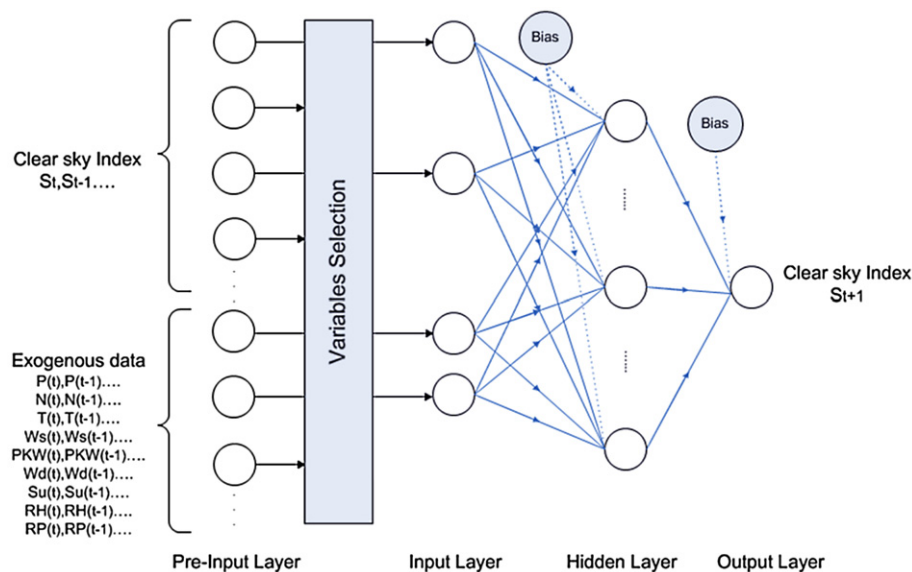 Bias
Bias
Clear sky Index
St,St-1....
Variables Selection
Clear sky Index
St+1
Exogenous data
P(t),P(t-1)....
N(t),N(t-1)....
T(t),T(t-1)....
Ws(t),Ws(t-1)....
PKW(t),PKW(t-1)....
Wd(t),Wd(t-1)....
Su(t),Su(t-1)....
RH(t),RH(t-1)....
RP(t),RP(t-1)....
Pre-Input Layer
Input Layer
Hidden Layer
Output Layer